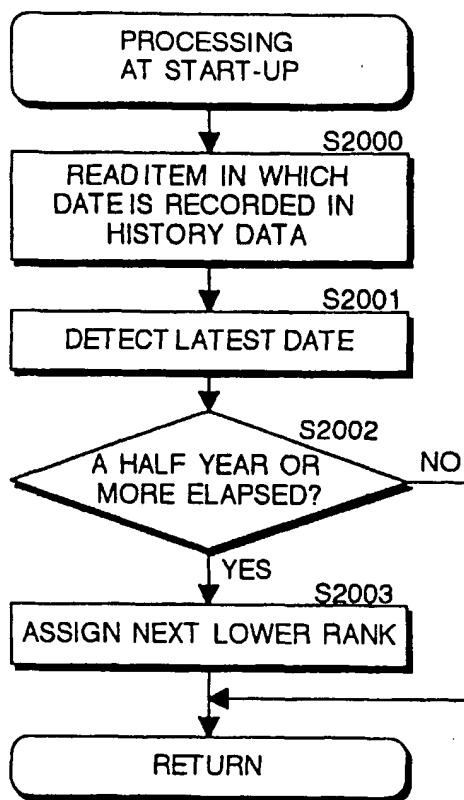 PROCESSING
AT START-UP
S2000
READ ITEM IN WHICH
DATE IS RECORDED IN
HISTORY DATA
S2001
DETECT LATEST DATE
S2002
A HALF YEAR OR
MORE ELAPSED?
NO
YES
S2003
ASSIGN NEXT LOWER RANK
RETURN